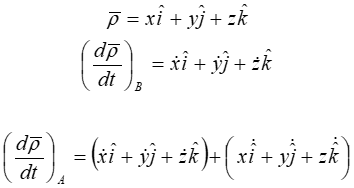 ρ̅ = xî + yĵ + zk̂
(dρ̅/dt)_B = ẋî + ẏĵ + żk̂
(dρ̅/dt)_A = (ẋî + ẏĵ + żk̂) + (xî̇ + yĵ̇ + zk̂̇)